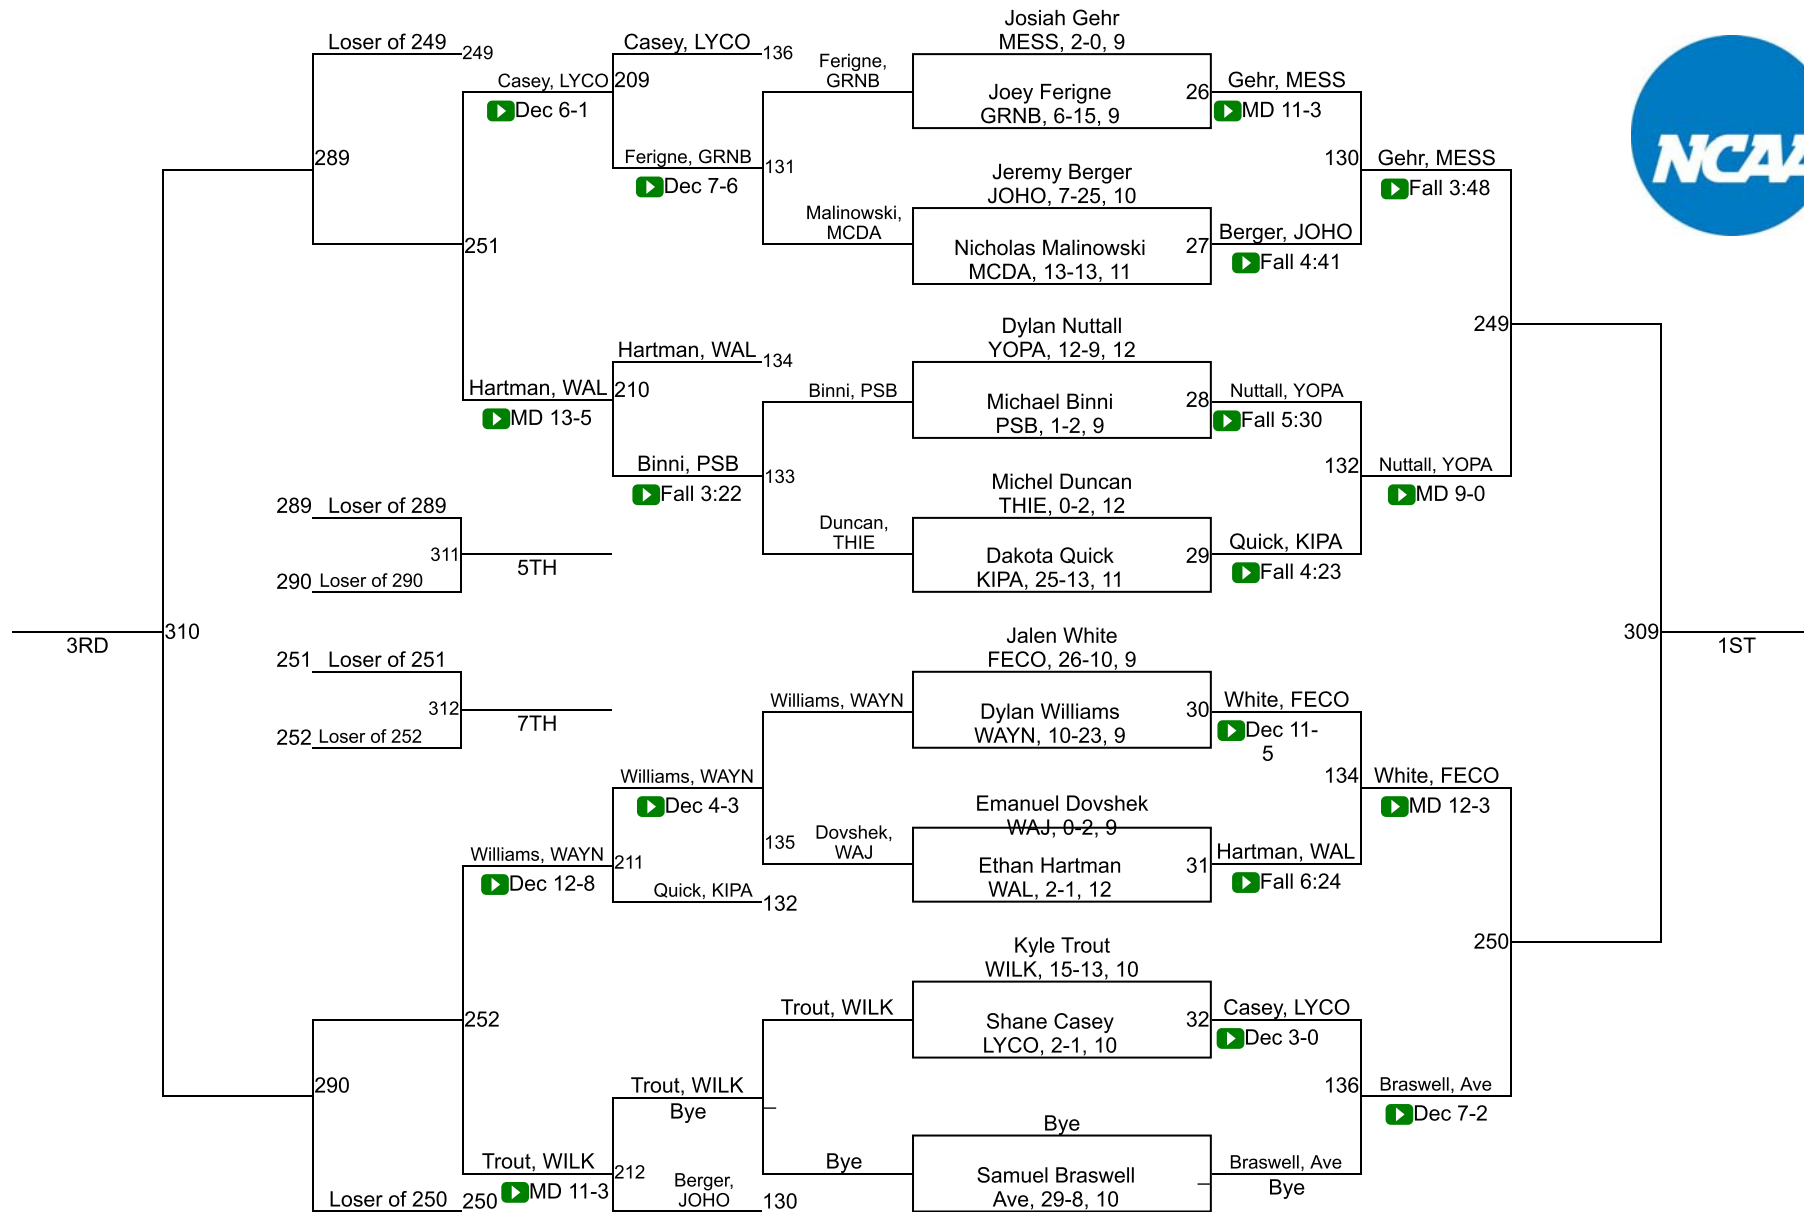 Loser of 249
249
Casey, LYCO
209
Dec 6-1
289
251
Hartman, WAL
210
MD 13-5
289
Loser of 289
311
5TH
290
Loser of 290
3RD
310
251
Loser of 251
312
7TH
252
Loser of 252
Williams, WAYN
211
Dec 12-8
252
290
Trout, WILK
212
MD 11-3
Loser of 250
250
Casey, LYCO
136
Ferigne, GRNB
131
Dec 7-6
Hartman, WAL
134
Binni, PSB
133
Fall 3:22
Williams, WAYN
Dec 4-3
135
Quick, KIPA
132
Trout, WILK
Bye
Berger,
JOHO
130
Ferigne,
GRNB
Malinowski,
MCDA
Binni, PSB
Duncan,
THIE
Williams, WAYN
Dovshek,
WAJ
Trout, WILK
Bye
Josiah Gehr
MESS, 2-0, 9
Joey Ferigne
GRNB, 6-15, 9
26
Jeremy Berger
JOHO, 7-25, 10
Nicholas Malinowski
MCDA, 13-13, 11
27
Dylan Nuttall
YOPA, 12-9, 12
Michael Binni
PSB, 1-2, 9
28
Michel Duncan
THIE, 0-2, 12
Dakota Quick
KIPA, 25-13, 11
29
Jalen White
FECO, 26-10, 9
Dylan Williams
WAYN, 10-23, 9
30
Emanuel Dovshek
WAJ, 0-2, 9
Ethan Hartman
WAL, 2-1, 12
31
Kyle Trout
WILK, 15-13, 10
Shane Casey
LYCO, 2-1, 10
32
Bye
Samuel Braswell
Ave, 29-8, 10
Gehr, MESS
MD 11-3
130
Berger, JOHO
Fall 4:41
Nuttall, YOPA
Fall 5:30
132
Quick, KIPA
Fall 4:23
White, FECO
Dec 11-
5
134
Hartman, WAL
Fall 6:24
Casey, LYCO
Dec 3-0
136
Braswell, Ave
Bye
Gehr, MESS
Fall 3:48
249
Nuttall, YOPA
MD 9-0
White, FECO
MD 12-3
250
Braswell, Ave
Dec 7-2
309
1ST
NCAA